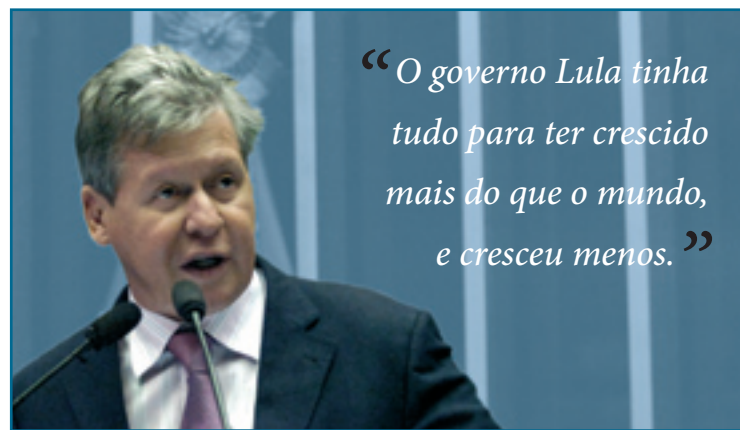 “O governo Lula tinha
tudo para ter crescido
mais do que o mundo,
e cresceu menos.”